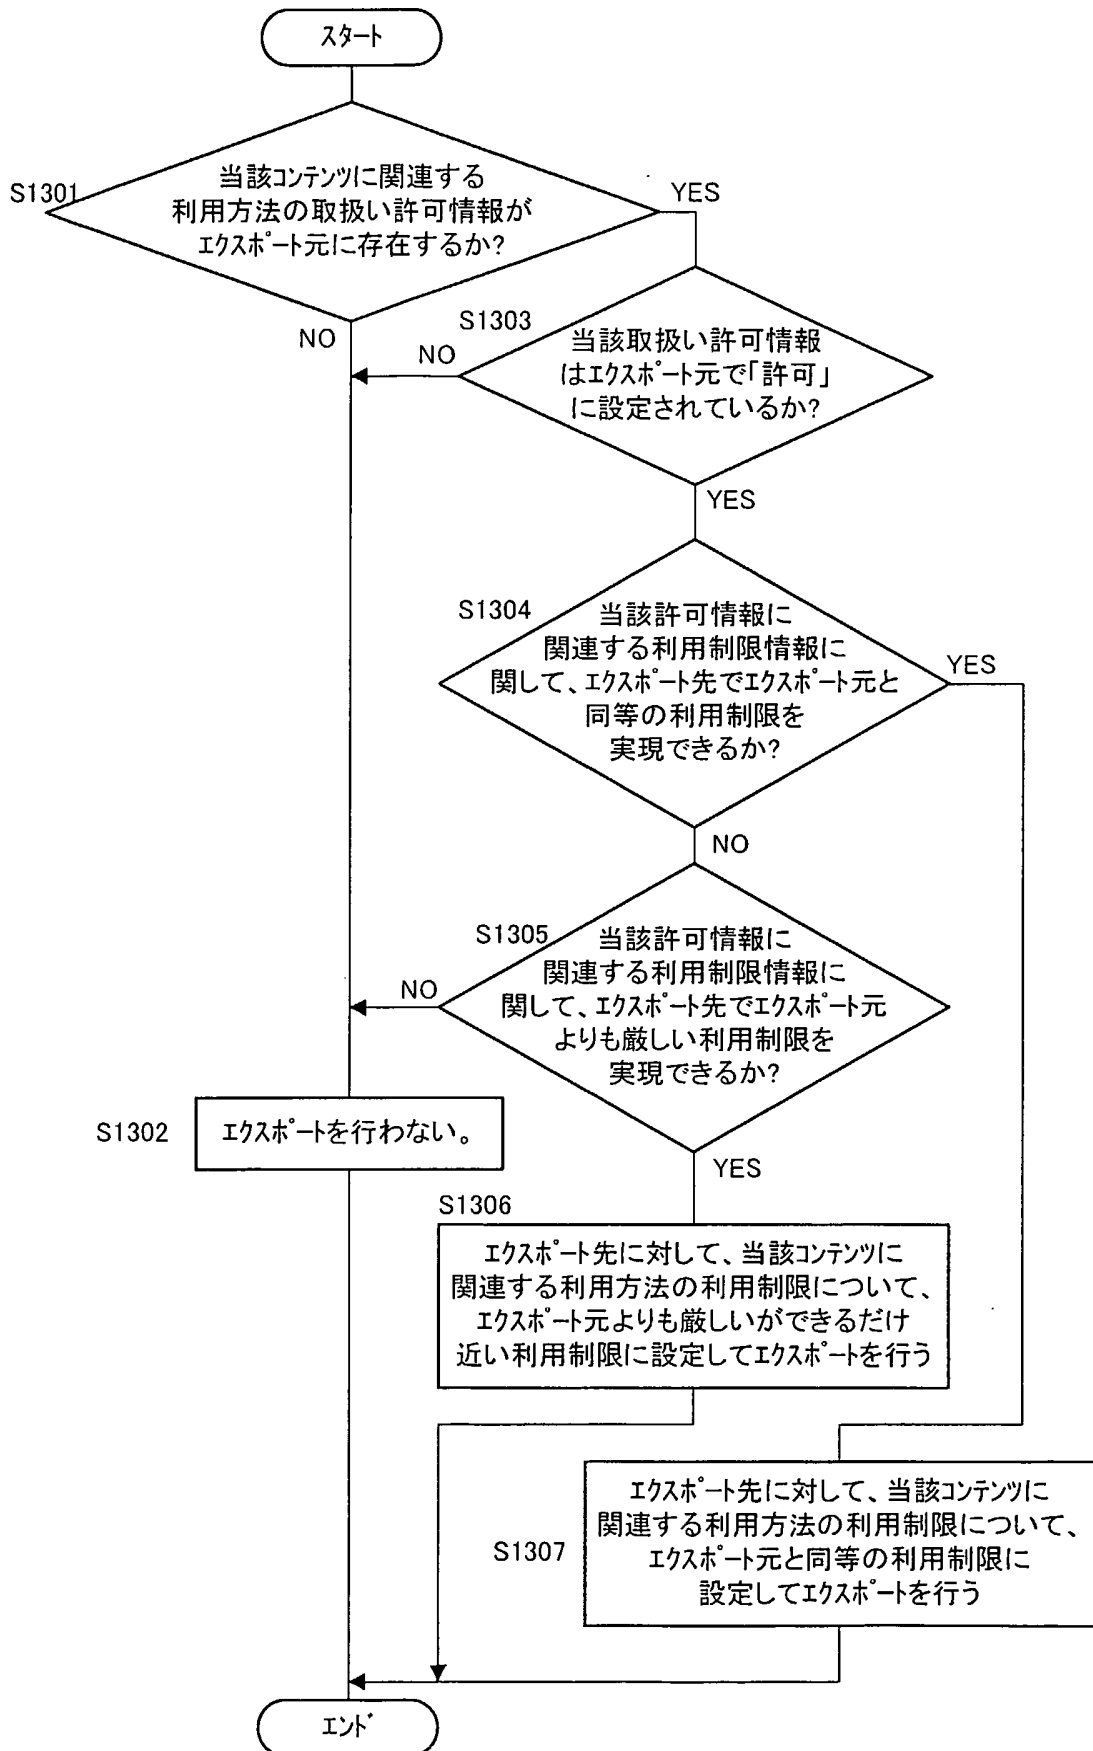 スタート
S1301
当該コンテンツに関連する
利用方法の取扱い許可情報が
エクスポート元に存在するか?
YES
NO
S1303
当該取扱い許可情報
はエクスポート元で「許可」
に設定されているか?
NO
YES
S1304
当該許可情報に
関連する利用制限情報に
関して、エクスポート先でエクスポート元と
同等の利用制限を
実現できるか?
YES
NO
S1305
当該許可情報に
関連する利用制限情報に
関して、エクスポート先でエクスポート元
よりも厳しい利用制限を
実現できるか?
NO
YES
S1302
エクスポートを行わない。
S1306
エクスポート先に対して、当該コンテンツに
関連する利用方法の利用制限について、
エクスポート元よりも厳しいができるだけ
近い利用制限に設定してエクスポートを行う
S1307
エクスポート先に対して、当該コンテンツに
関連する利用方法の利用制限について、
エクスポート元と同等の利用制限に
設定してエクスポートを行う
エンド